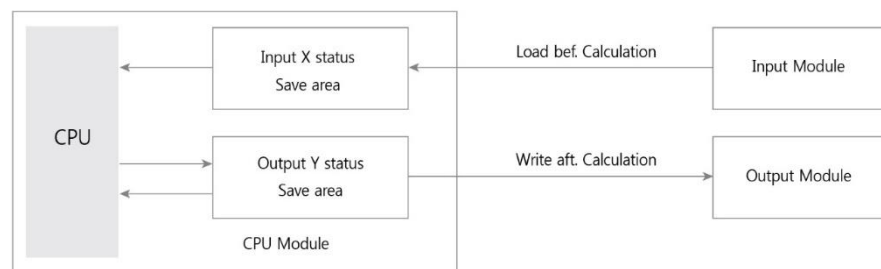 Input X status
Save area
Load bef. Calculation
Input Module
CPU
Output Y status
Save area
Write aft. Calculation
Output Module
CPU Module